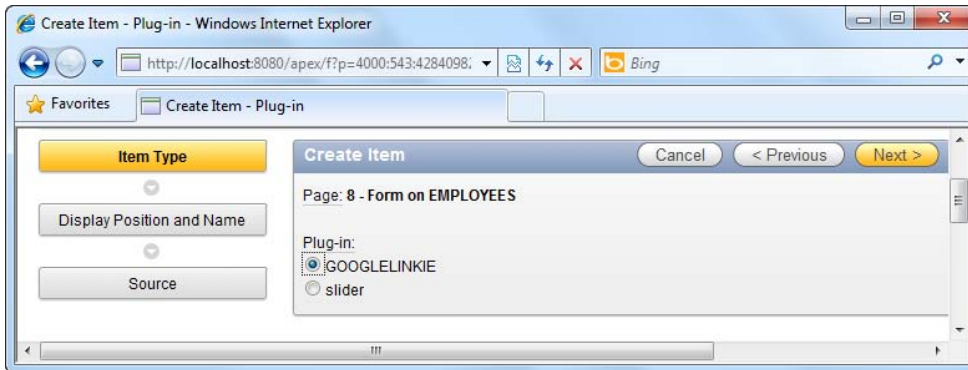 Create Item - Plug-in - Windows Internet Explorer
http://localhost:8080/apex/f?p=4000:543:4284098:
Bing
Favorites
Create Item - Plug-in
Item Type
Display Position and Name
Source
Create Item
Cancel
< Previous
Next >
Page: 8 - Form on EMPLOYEES
Plug-in:
GOOGLELINKIE
slider